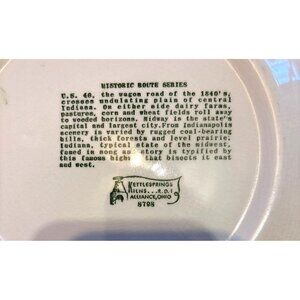 HISTORIC ROUTE SERIES
U.S. 40, the wagon road of the 1840's,
crosses undulating plain of central
Indiana. On either side dairy farms,
pastures, corn and wheat fields roll away
to wooded horizons. Midway is the state's
capital and largest city.From Indianapolis
scenery is varied by rugged coal-bearing
hills, thick forests and level prairie.
Indiana, typical state of the midwest,
famed in song and story is typified by
this famous highway that bisects it east
and west.
KETTLESPRINGS
KILNS...R.D.1
ALLIANCE, OHIO
8798